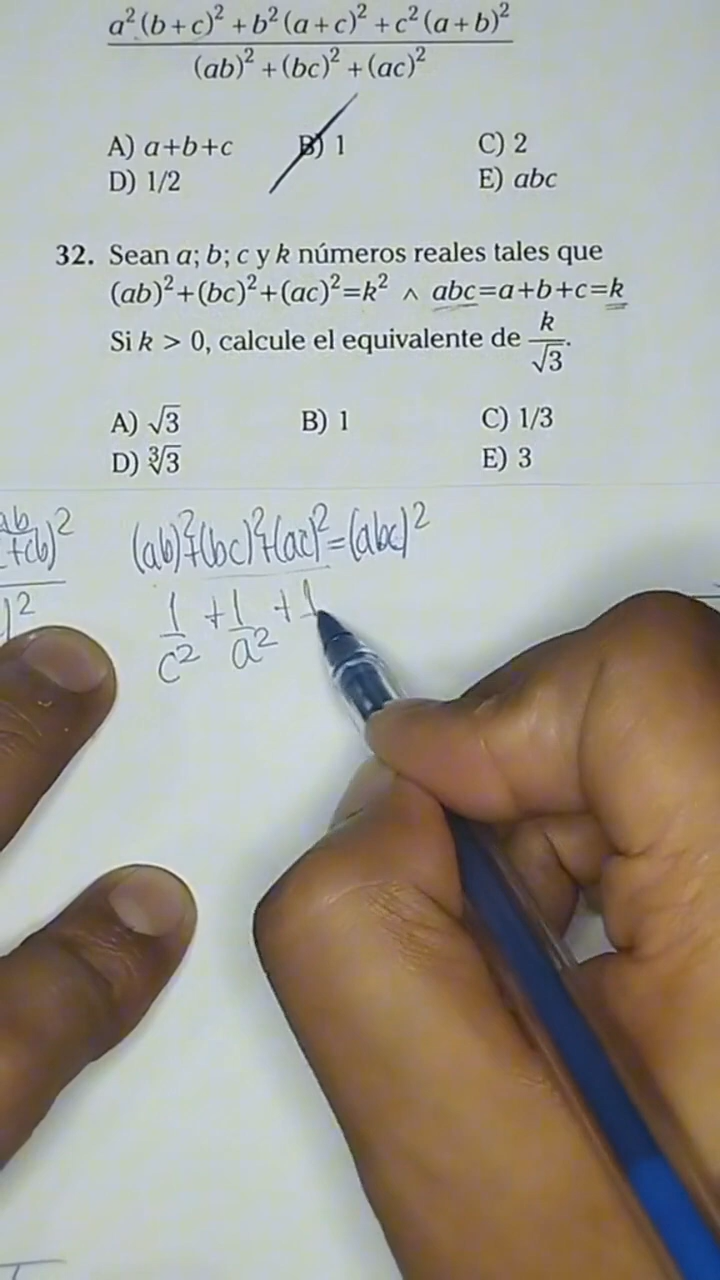 a²(b+c)²+b²(a+c)²+c²(a+b)²
(ab)²+(bc)²+(ac)²
A) a+b+c B) 1 C) 2
D) 1/2 E) abc
32. Sean a; b; c y k números reales tales que
(ab)²+(bc)²+(ac)²=k² ∧ abc=a+b+c=k
Si k > 0, calcule el equivalente de k/√3.
A) √3 B) 1 C) 1/3
D) ∛3 E) 3
(ab)²+(bc)²+(ac)²=(abc)²
1/c² + 1/a² + 1